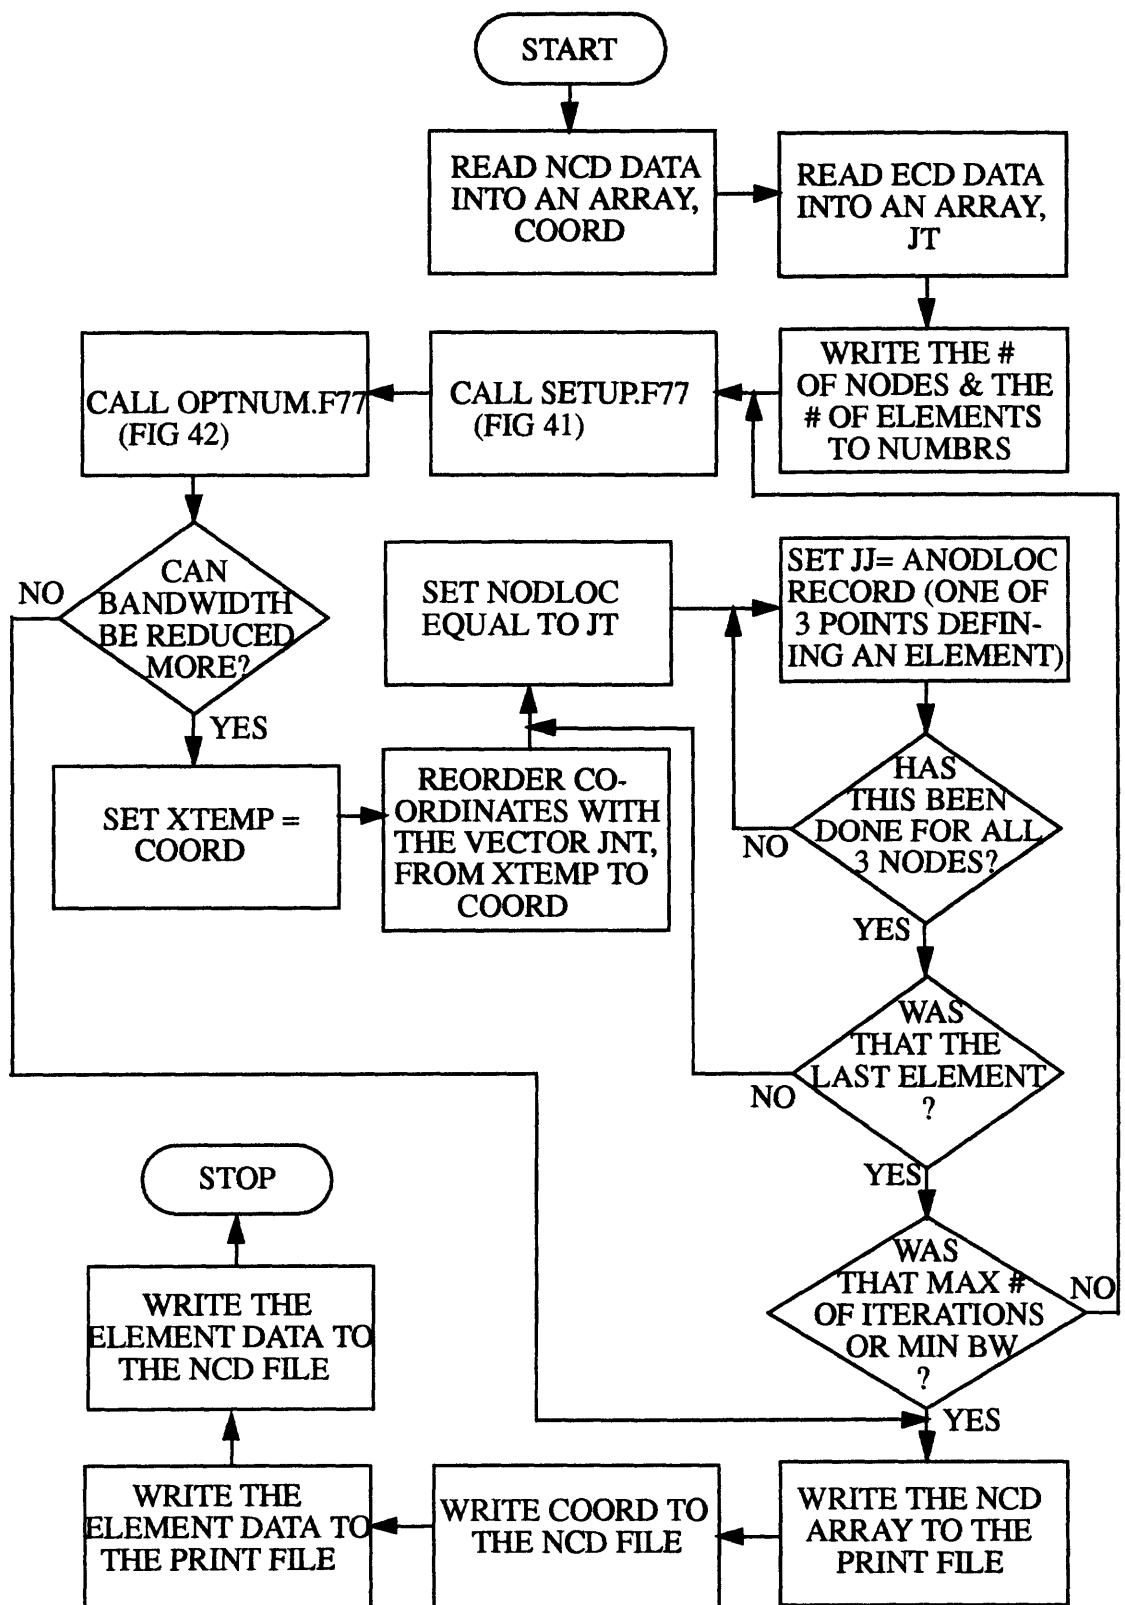 START
READ NCD DATA
INTO AN ARRAY,
COORD
READ ECD DATA
INTO AN ARRAY,
JT
WRITE THE #
OF NODES & THE
# OF ELEMENTS
TO NUMBRS
CALL SETUP.F77
(FIG 41)
CALL OPTNUM.F77
(FIG 42)
NO
CAN
BANDWIDTH
BE REDUCED
MORE?
YES
SET XTEMP =
COORD
REORDER CO-
ORDINATES WITH
THE VECTOR JNT,
FROM XTEMP TO
COORD
SET NODLOC
EQUAL TO JT
SET JJ= ANODLOC
RECORD (ONE OF
3 POINTS DEFIN-
ING AN ELEMENT)
HAS
THIS BEEN
DONE FOR ALL
3 NODES?
NO
YES
WAS
THAT THE
LAST ELEMENT
?
NO
YES
WAS
THAT MAX #
OF ITERATIONS
OR MIN BW
?
NO
YES
WRITE THE NCD
ARRAY TO THE
PRINT FILE
WRITE COORD TO
THE NCD FILE
WRITE THE
ELEMENT DATA TO
THE PRINT FILE
WRITE THE
ELEMENT DATA TO
THE NCD FILE
STOP